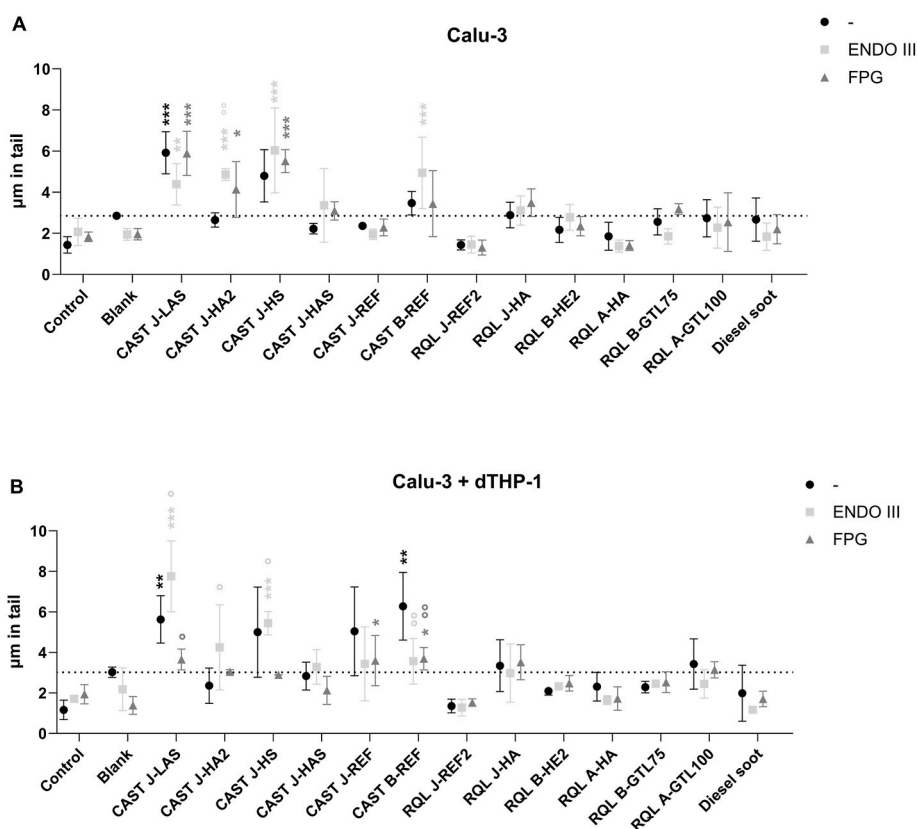 A
Calu-3
-
ENDO III
FPG
µm in tail
10
8
6
4
2
0
*** ** ***
*** °° *
*** ***
***
Control
Blank
CAST J-LAS
CAST J-HA2
CAST J-HS
CAST J-HAS
CAST J-REF
CAST B-REF
RQL J-REF2
RQL J-HA
RQL B-HE2
RQL A-HA
RQL B-GTL75
RQL A-GTL100
Diesel soot
B
Calu-3 + dTHP-1
-
ENDO III
FPG
µm in tail
10
8
6
4
2
0
** *** ° °
°
*** °
*
** °° * °°
Control
Blank
CAST J-LAS
CAST J-HA2
CAST J-HS
CAST J-HAS
CAST J-REF
CAST B-REF
RQL J-REF2
RQL J-HA
RQL B-HE2
RQL A-HA
RQL B-GTL75
RQL A-GTL100
Diesel soot